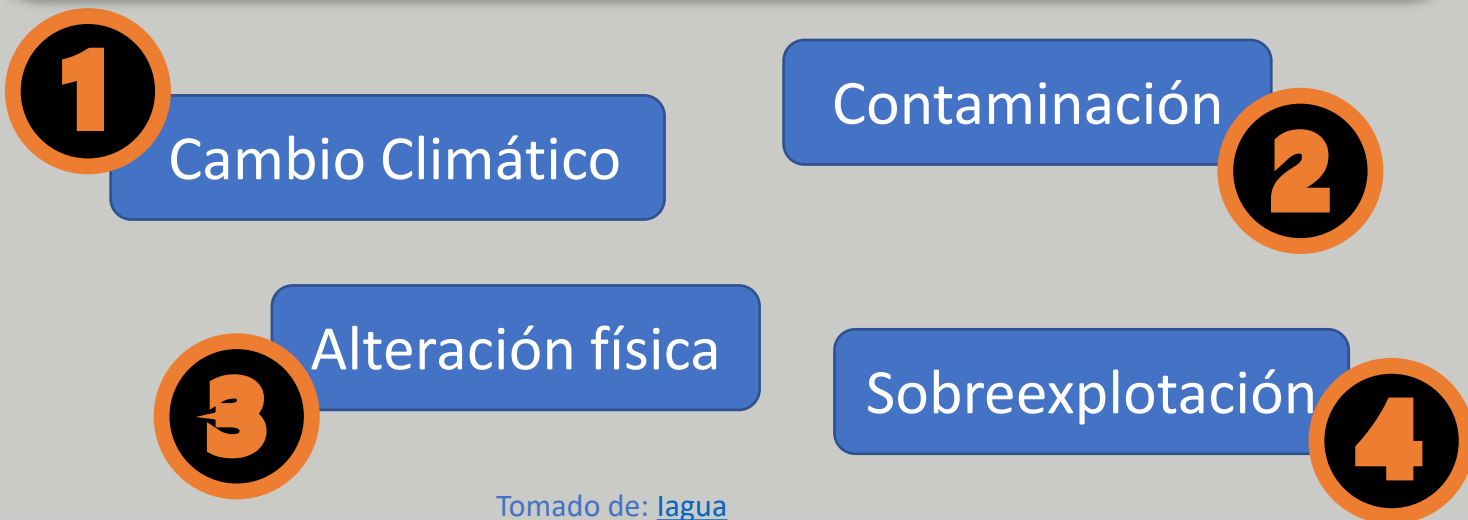 1
Cambio Climático
Contaminación
2
3
Alteración física
Sobreexplotación
4
Tomado de: Iagua